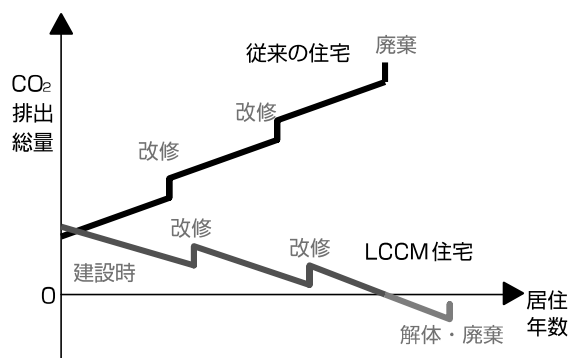 従来の住宅
廃棄
CO₂
排出
総量
改修
改修
改修
改修
LCCM住宅
建設時
0
居住
年数
解体・廃棄